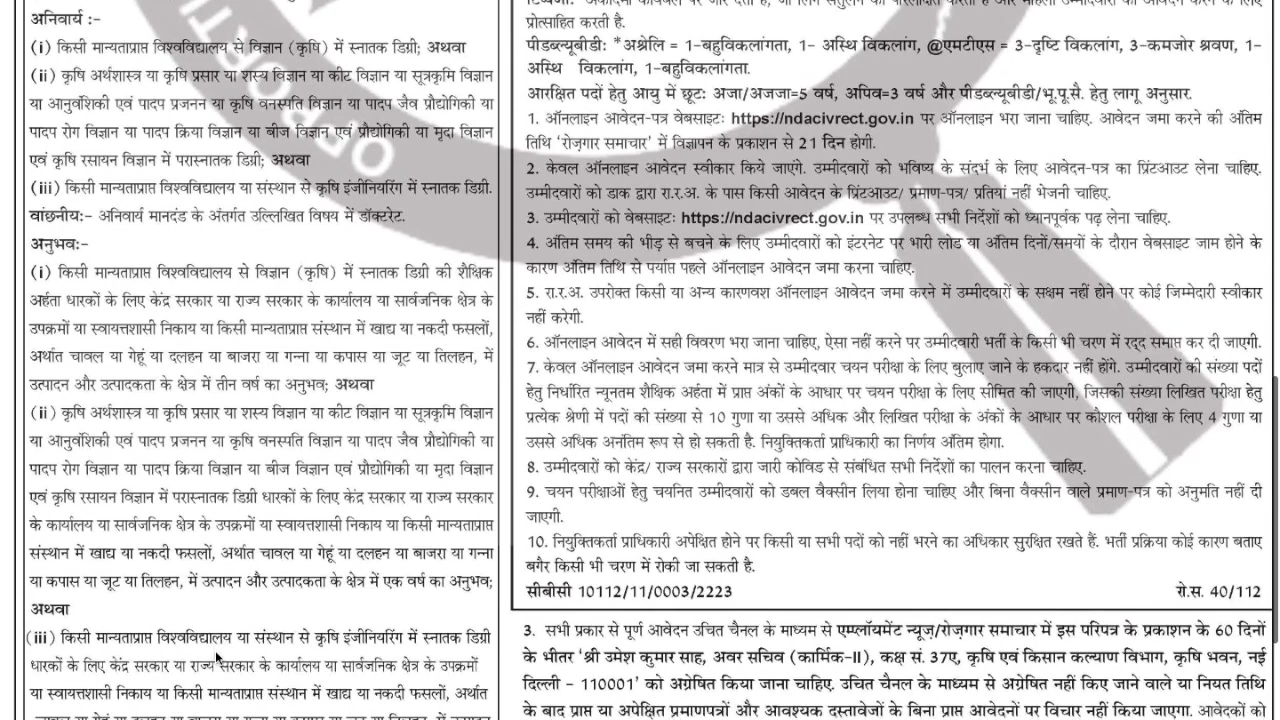 अनिवार्य :-
(i) किसी मान्यताप्राप्त विश्वविद्यालय से विज्ञान (कृषि) में स्नातक डिग्री; अथवा
(ii) कृषि अर्थशास्त्र या कृषि प्रसार या शस्य विज्ञान या कीट विज्ञान या सूत्रकृमि विज्ञान
या आनुवंशिकी एवं पादप प्रजनन या कृषि वनस्पति विज्ञान या पादप जैव प्रौद्योगिकी या
पादप रोग विज्ञान या पादप क्रिया विज्ञान या बीज विज्ञान एवं प्रौद्योगिकी या मृदा विज्ञान
एवं कृषि रसायन विज्ञान में परास्नातक डिग्री; अथवा
(iii) किसी मान्यताप्राप्त विश्वविद्यालय या संस्थान से कृषि इंजीनियरिंग में स्नातक डिग्री.
वांछनीय:- अनिवार्य मानदंड के अंतर्गत उल्लिखित विषय में डॉक्टरेट.
अनुभव:-
(i) किसी मान्यताप्राप्त विश्वविद्यालय से विज्ञान (कृषि) में स्नातक डिग्री की शैक्षिक
अर्हता धारकों के लिए केंद्र सरकार या राज्य सरकार के कार्यालय या सार्वजनिक क्षेत्र के
उपक्रमों या स्वायत्तशासी निकाय या किसी मान्यताप्राप्त संस्थान में खाद्य या नकदी फसलों,
अर्थात चावल या गेहूं या दलहन या बाजरा या गन्ना या कपास या जूट या तिलहन, में
उत्पादन और उत्पादकता के क्षेत्र में तीन वर्ष का अनुभव; अथवा
(ii) कृषि अर्थशास्त्र या कृषि प्रसार या शस्य विज्ञान या कीट विज्ञान या सूत्रकृमि विज्ञान
या आनुवंशिकी एवं पादप प्रजनन या कृषि वनस्पति विज्ञान या पादप जैव प्रौद्योगिकी या
पादप रोग विज्ञान या पादप क्रिया विज्ञान या बीज विज्ञान एवं प्रौद्योगिकी या मृदा विज्ञान
एवं कृषि रसायन विज्ञान में परास्नातक डिग्री धारकों के लिए केंद्र सरकार या राज्य सरकार
के कार्यालय या सार्वजनिक क्षेत्र के उपक्रमों या स्वायत्तशासी निकाय या किसी मान्यताप्राप्त
संस्थान में खाद्य या नकदी फसलों, अर्थात चावल या गेहूं या दलहन या बाजरा या गन्ना
या कपास या जूट या तिलहन, में उत्पादन और उत्पादकता के क्षेत्र में एक वर्ष का अनुभव;
अथवा
(iii) किसी मान्यताप्राप्त विश्वविद्यालय या संस्थान से कृषि इंजीनियरिंग में स्नातक डिग्री
धारकों के लिए केंद्र सरकार या राज्य सरकार के कार्यालय या सार्वजनिक क्षेत्र के उपक्रमों
या स्वायत्तशासी निकाय या किसी मान्यताप्राप्त संस्थान में खाद्य या नकदी फसलों, अर्थात
प्रोत्साहित करती है.
पीडब्ल्यूबीडी: *अश्रेलि = 1-बहुविकलांगता, 1- अस्थि विकलांग, @एमटीएस = 3-दृष्टि विकलांग, 3-कमजोर श्रवण, 1-
अस्थि विकलांग, 1-बहुविकलांगता.
आरक्षित पदों हेतु आयु में छूट: अजा/अजजा=5 वर्ष, अपिव=3 वर्ष और पीडब्ल्यूबीडी/भू.पू.सै. हेतु लागू अनुसार.
1. ऑनलाइन आवेदन-पत्र वेबसाइट: https://ndacivrect.gov.in पर ऑनलाइन भरा जाना चाहिए. आवेदन जमा करने की अंतिम
तिथि 'रोज़गार समाचार' में विज्ञापन के प्रकाशन से 21 दिन होगी.
2. केवल ऑनलाइन आवेदन स्वीकार किये जाएंगे. उम्मीदवारों को भविष्य के संदर्भ के लिए आवेदन-पत्र का प्रिंटआउट लेना चाहिए.
उम्मीदवारों को डाक द्वारा रा.र.अ. के पास किसी आवेदन के प्रिंटआउट/ प्रमाण-पत्र/ प्रतियां नहीं भेजनी चाहिए.
3. उम्मीदवारों को वेबसाइट: https://ndacivrect.gov.in पर उपलब्ध सभी निर्देशों को ध्यानपूर्वक पढ़ लेना चाहिए.
4. अंतिम समय की भीड़ से बचने के लिए उम्मीदवारों को इंटरनेट पर भारी लोड या अंतिम दिनों/समयों के दौरान वेबसाइट जाम होने के
कारण अंतिम तिथि से पर्याप्त पहले ऑनलाइन आवेदन जमा करना चाहिए.
5. रा.र.अ. उपरोक्त किसी या अन्य कारणवश ऑनलाइन आवेदन जमा करने में उम्मीदवारों के सक्षम नहीं होने पर कोई जिम्मेदारी स्वीकार
नहीं करेगी.
6. ऑनलाइन आवेदन में सही विवरण भरा जाना चाहिए, ऐसा नहीं करने पर उम्मीदवारी भर्ती के किसी भी चरण में रद्द समाप्त कर दी जाएगी.
7. केवल ऑनलाइन आवेदन जमा करने मात्र से उम्मीदवार चयन परीक्षा के लिए बुलाए जाने के हकदार नहीं होंगे. उम्मीदवारों की संख्या पदों
हेतु निर्धारित न्यूनतम शैक्षिक अर्हता में प्राप्त अंकों के आधार पर चयन परीक्षा के लिए सीमित की जाएगी, जिसकी संख्या लिखित परीक्षा हेतु
प्रत्येक श्रेणी में पदों की संख्या से 10 गुणा या उससे अधिक और लिखित परीक्षा के अंकों के आधार पर कौशल परीक्षा के लिए 4 गुणा या
उससे अधिक अनंतिम रूप से हो सकती है. नियुक्तिकर्ता प्राधिकारी का निर्णय अंतिम होगा.
8. उम्मीदवारों को केंद्र/ राज्य सरकारों द्वारा जारी कोविड से संबंधित सभी निर्देशों का पालन करना चाहिए.
9. चयन परीक्षाओं हेतु चयनित उम्मीदवारों को डबल वैक्सीन लिया होना चाहिए और बिना वैक्सीन वाले प्रमाण-पत्र को अनुमति नहीं दी
जाएगी.
10. नियुक्तिकर्ता प्राधिकारी अपेक्षित होने पर किसी या सभी पदों को नहीं भरने का अधिकार सुरक्षित रखते हैं. भर्ती प्रक्रिया कोई कारण बताए
बगैर किसी भी चरण में रोकी जा सकती है.
सीबीसी 10112/11/0003/2223 रो.स. 40/112
3. सभी प्रकार से पूर्ण आवेदन उचित चैनल के माध्यम से एम्प्लॉयमेंट न्यूज/रोज़गार समाचार में इस परिपत्र के प्रकाशन के 60 दिनों
के भीतर 'श्री उमेश कुमार साह, अवर सचिव (कार्मिक-II), कक्ष सं. 37ए, कृषि एवं किसान कल्याण विभाग, कृषि भवन, नई
दिल्ली - 110001' को अग्रेषित किया जाना चाहिए. उचित चैनल के माध्यम से अग्रेषित नहीं किए जाने वाले या नियत तिथि
के बाद प्राप्त या अपेक्षित प्रमाणपत्रों और आवश्यक दस्तावेजों के बिना प्राप्त आवेदनों पर विचार नहीं किया जाएगा. आवेदकों को